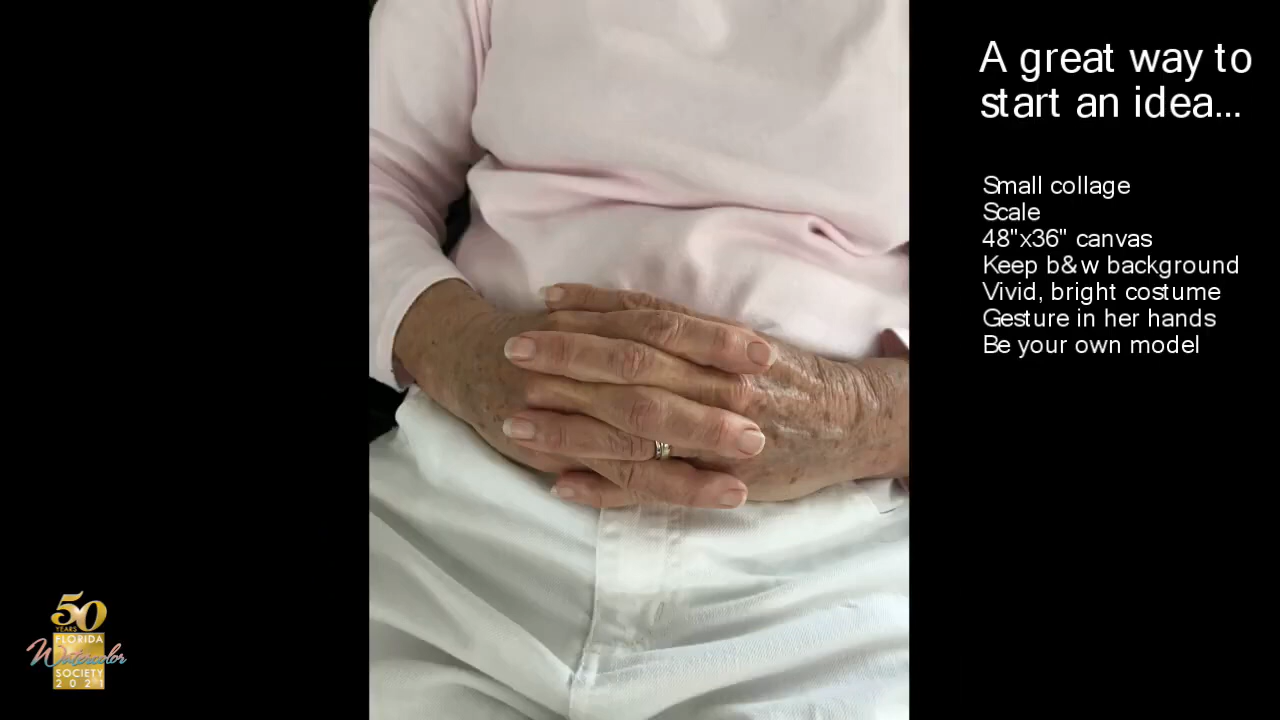 A great way to
start an idea...
Small collage
Scale
48"x36" canvas
Keep b&w background
Vivid, bright costume
Gesture in her hands
Be your own model
50
YEARS
FLORIDA
Watercolor
SOCIETY
2021